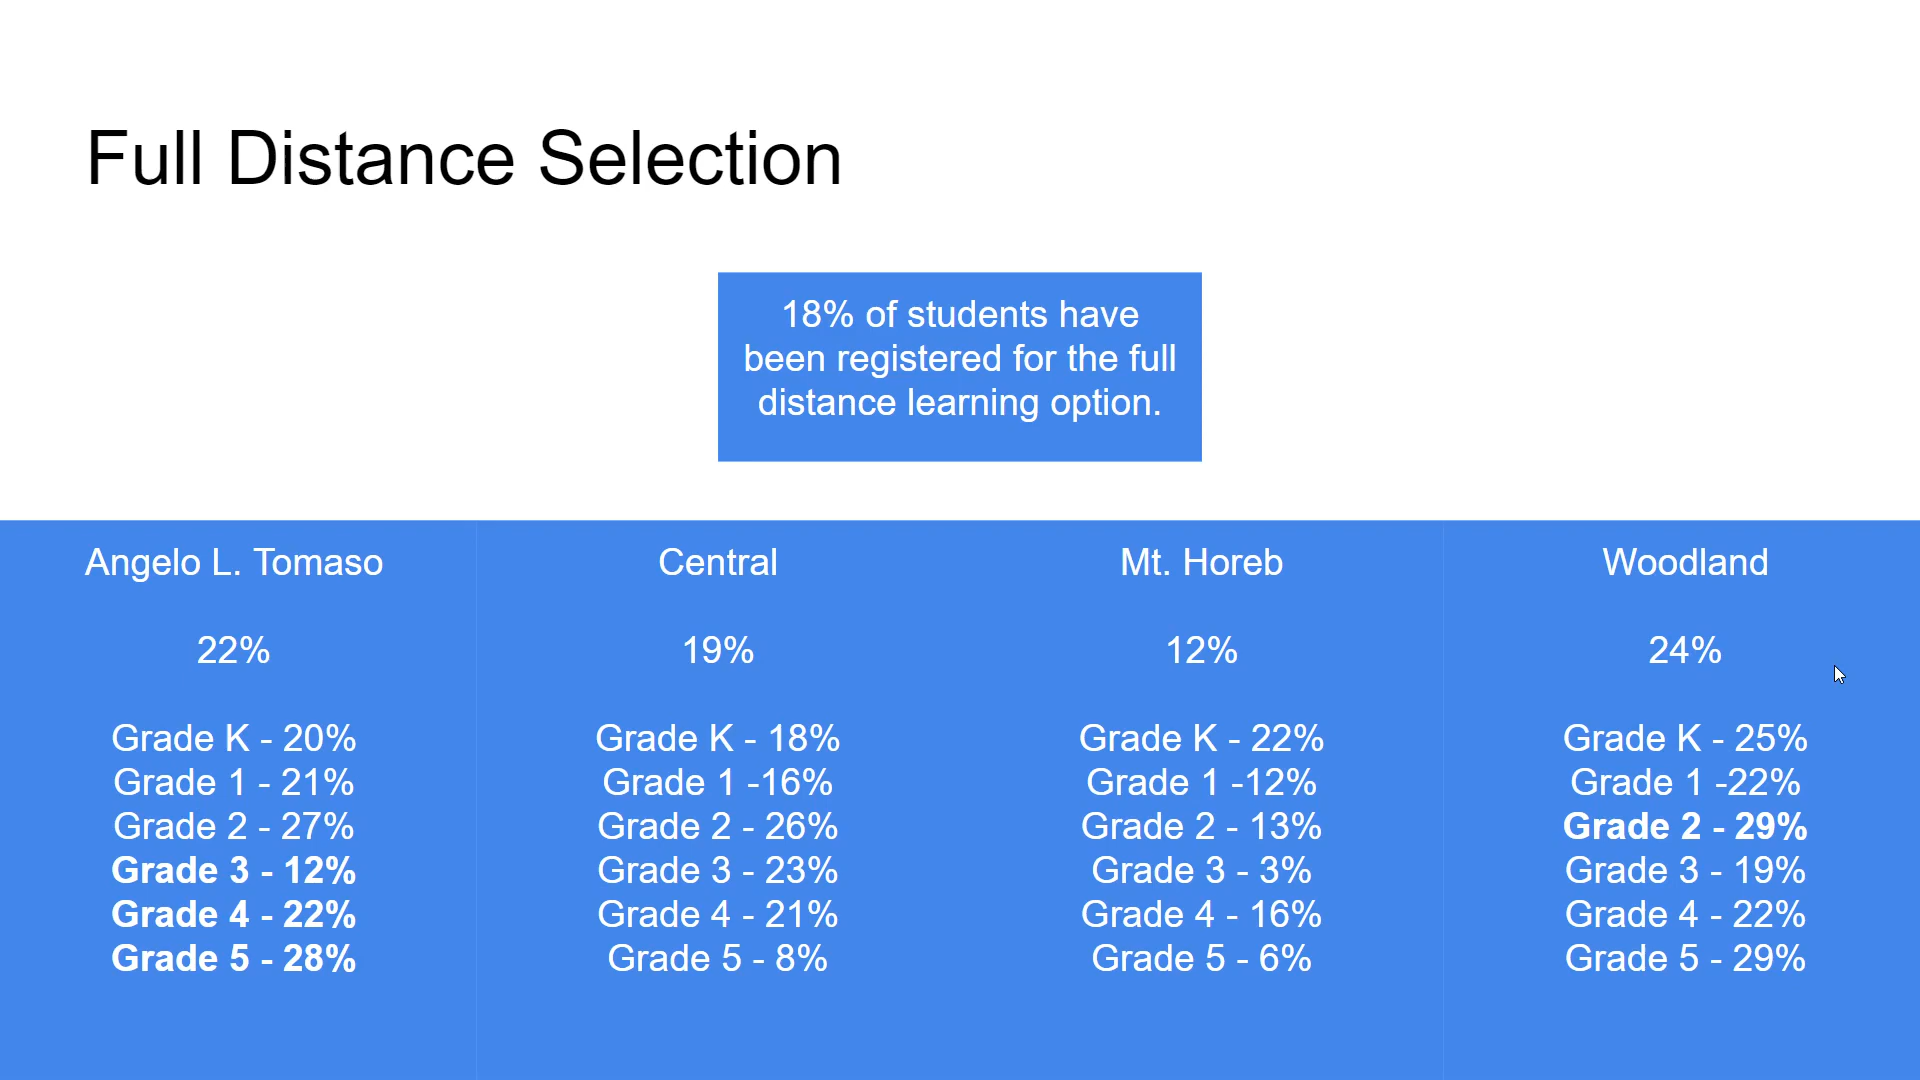 Full Distance Selection
18% of students have
been registered for the full
distance learning option.
Angelo L. Tomaso
22%
Grade K - 20%
Grade 1 - 21%
Grade 2 - 27%
Grade 3 - 12%
Grade 4 - 22%
Grade 5 - 28%
Central
19%
Grade K - 18%
Grade 1 -16%
Grade 2 - 26%
Grade 3 - 23%
Grade 4 - 21%
Grade 5 - 8%
Mt. Horeb
12%
Grade K - 22%
Grade 1 -12%
Grade 2 - 13%
Grade 3 - 3%
Grade 4 - 16%
Grade 5 - 6%
Woodland
24%
Grade K - 25%
Grade 1 -22%
Grade 2 - 29%
Grade 3 - 19%
Grade 4 - 22%
Grade 5 - 29%